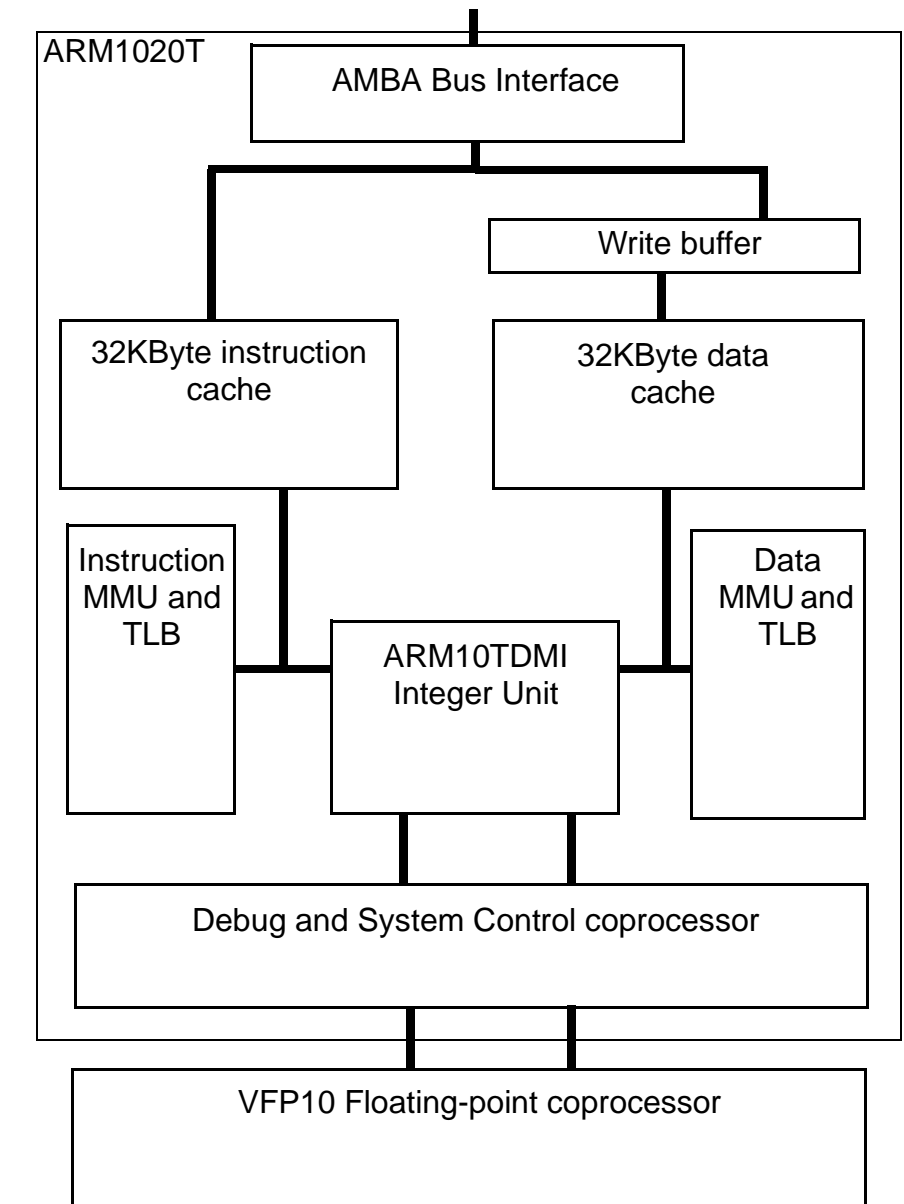 ARM1020T
AMBA Bus Interface
Write buffer
32KByte instruction
cache
32KByte data
cache
Instruction
MMU and
TLB
ARM10TDMI
Integer Unit
Data
MMU and
TLB
Debug and System Control coprocessor
VFP10 Floating-point coprocessor